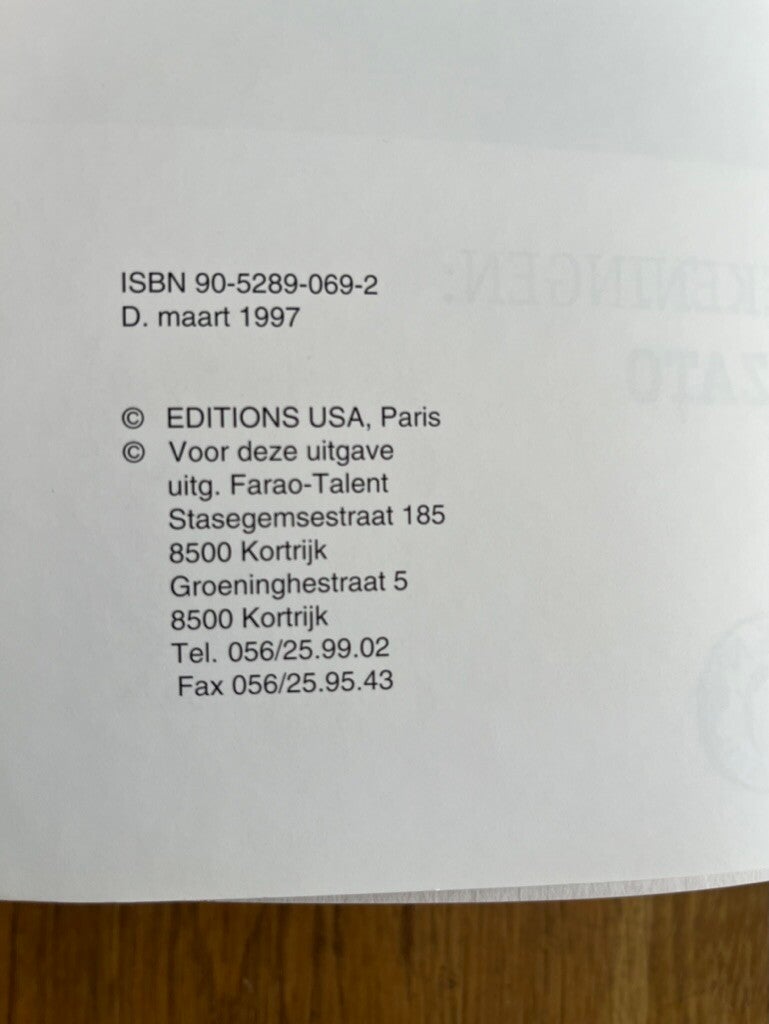 ISBN 90-5289-069-2
D. maart 1997
© EDITIONS USA, Paris
© Voor deze uitgave
uitg. Farao-Talent
Stasegemsestraat 185
8500 Kortrijk
Groeninghestraat 5
8500 Kortrijk
Tel. 056/25.99.02
Fax 056/25.95.43